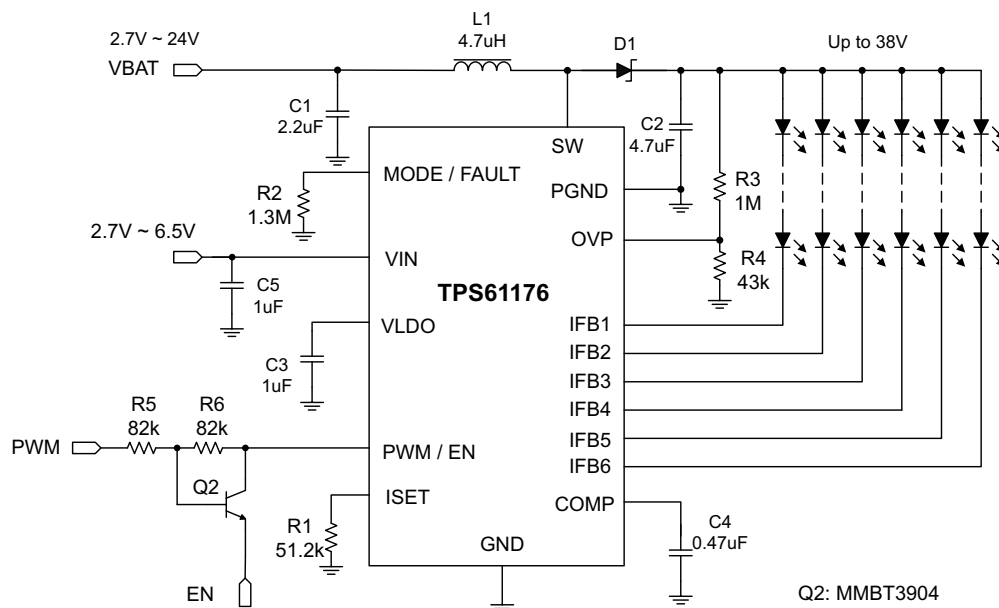 L1
4.7uH
2.7V ~ 24V
VBAT
D1
Up to 38V
C1
2.2uF
C2
4.7uF
SW
MODE / FAULT
R2
1.3M
PGND
R3
1M
2.7V ~ 6.5V
OVP
VIN
R4
43k
C5
1uF
TPS61176
VLDO
IFB1
C3
1uF
IFB2
IFB3
R5
82k
R6
82k
IFB4
IFB5
PWM
PWM / EN
IFB6
Q2
ISET
COMP
R1
51.2k
C4
0.47uF
GND
EN
Q2: MMBT3904